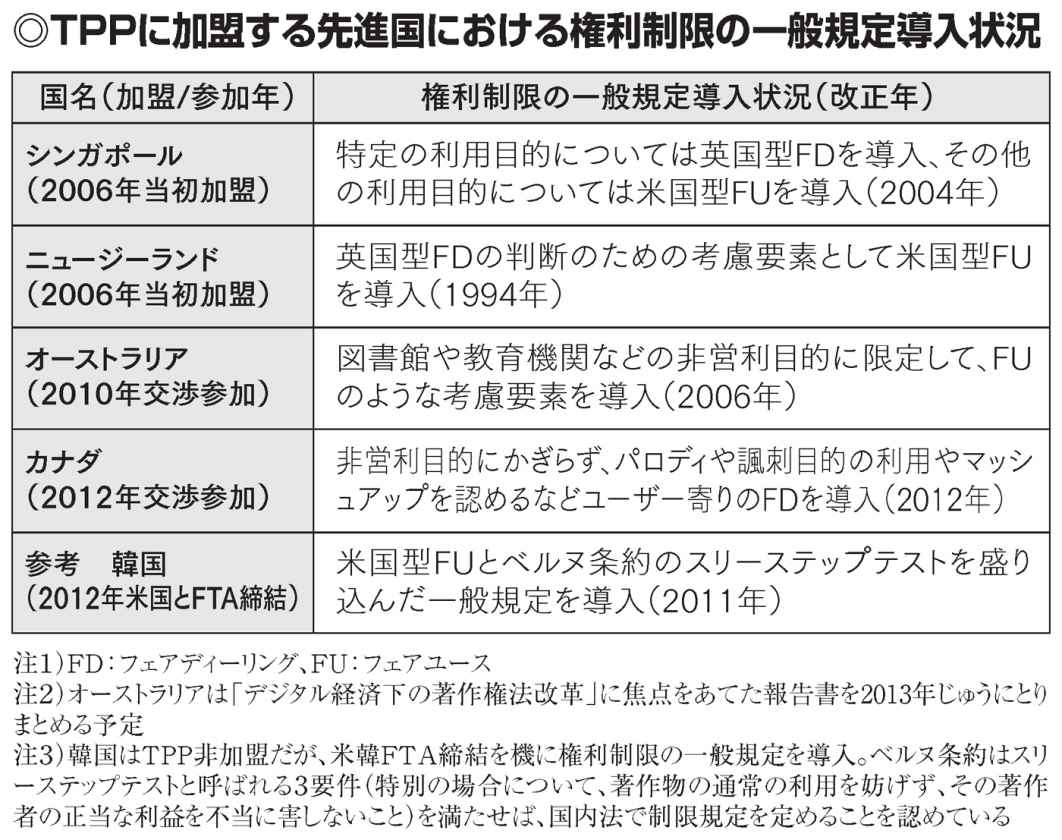 ◎TPPに加盟する先進国における権利制限の一般規定導入状況
国名(加盟/参加年)
権利制限の一般規定導入状況(改正年)
シンガポール
(2006年当初加盟)
特定の利用目的については英国型FDを導入、その他
の利用目的については米国型FUを導入(2004年)
ニュージーランド
(2006年当初加盟)
英国型FDの判断のための考慮要素として米国型FU
を導入(1994年)
オーストラリア
(2010年交渉参加)
図書館や教育機関などの非営利目的に限定して、FU
のような考慮要素を導入(2006年)
カナダ
(2012年交渉参加)
非営利目的にかぎらず、パロディや諷刺目的の利用やマッ
シュアップを認めるなどユーザー寄りのFDを導入(2012年)
参考 韓国
(2012年米国とFTA締結)
米国型FUとベルヌ条約のスリーステップテストを盛り
込んだ一般規定を導入(2011年)
注1)FD:フェアディーリング、FU:フェアユース
注2)オーストラリアは「デジタル経済下の著作権法改革」に焦点をあてた報告書を2013年じゅうにとり
まとめる予定
注3)韓国はTPP非加盟だが、米韓FTA締結を機に権利制限の一般規定を導入。ベルヌ条約はスリ
ーステップテストと呼ばれる3要件(特別の場合について、著作物の通常の利用を妨げず、その著作
者の正当な利益を不当に害しないこと)を満たせば、国内法で制限規定を定めることを認めている